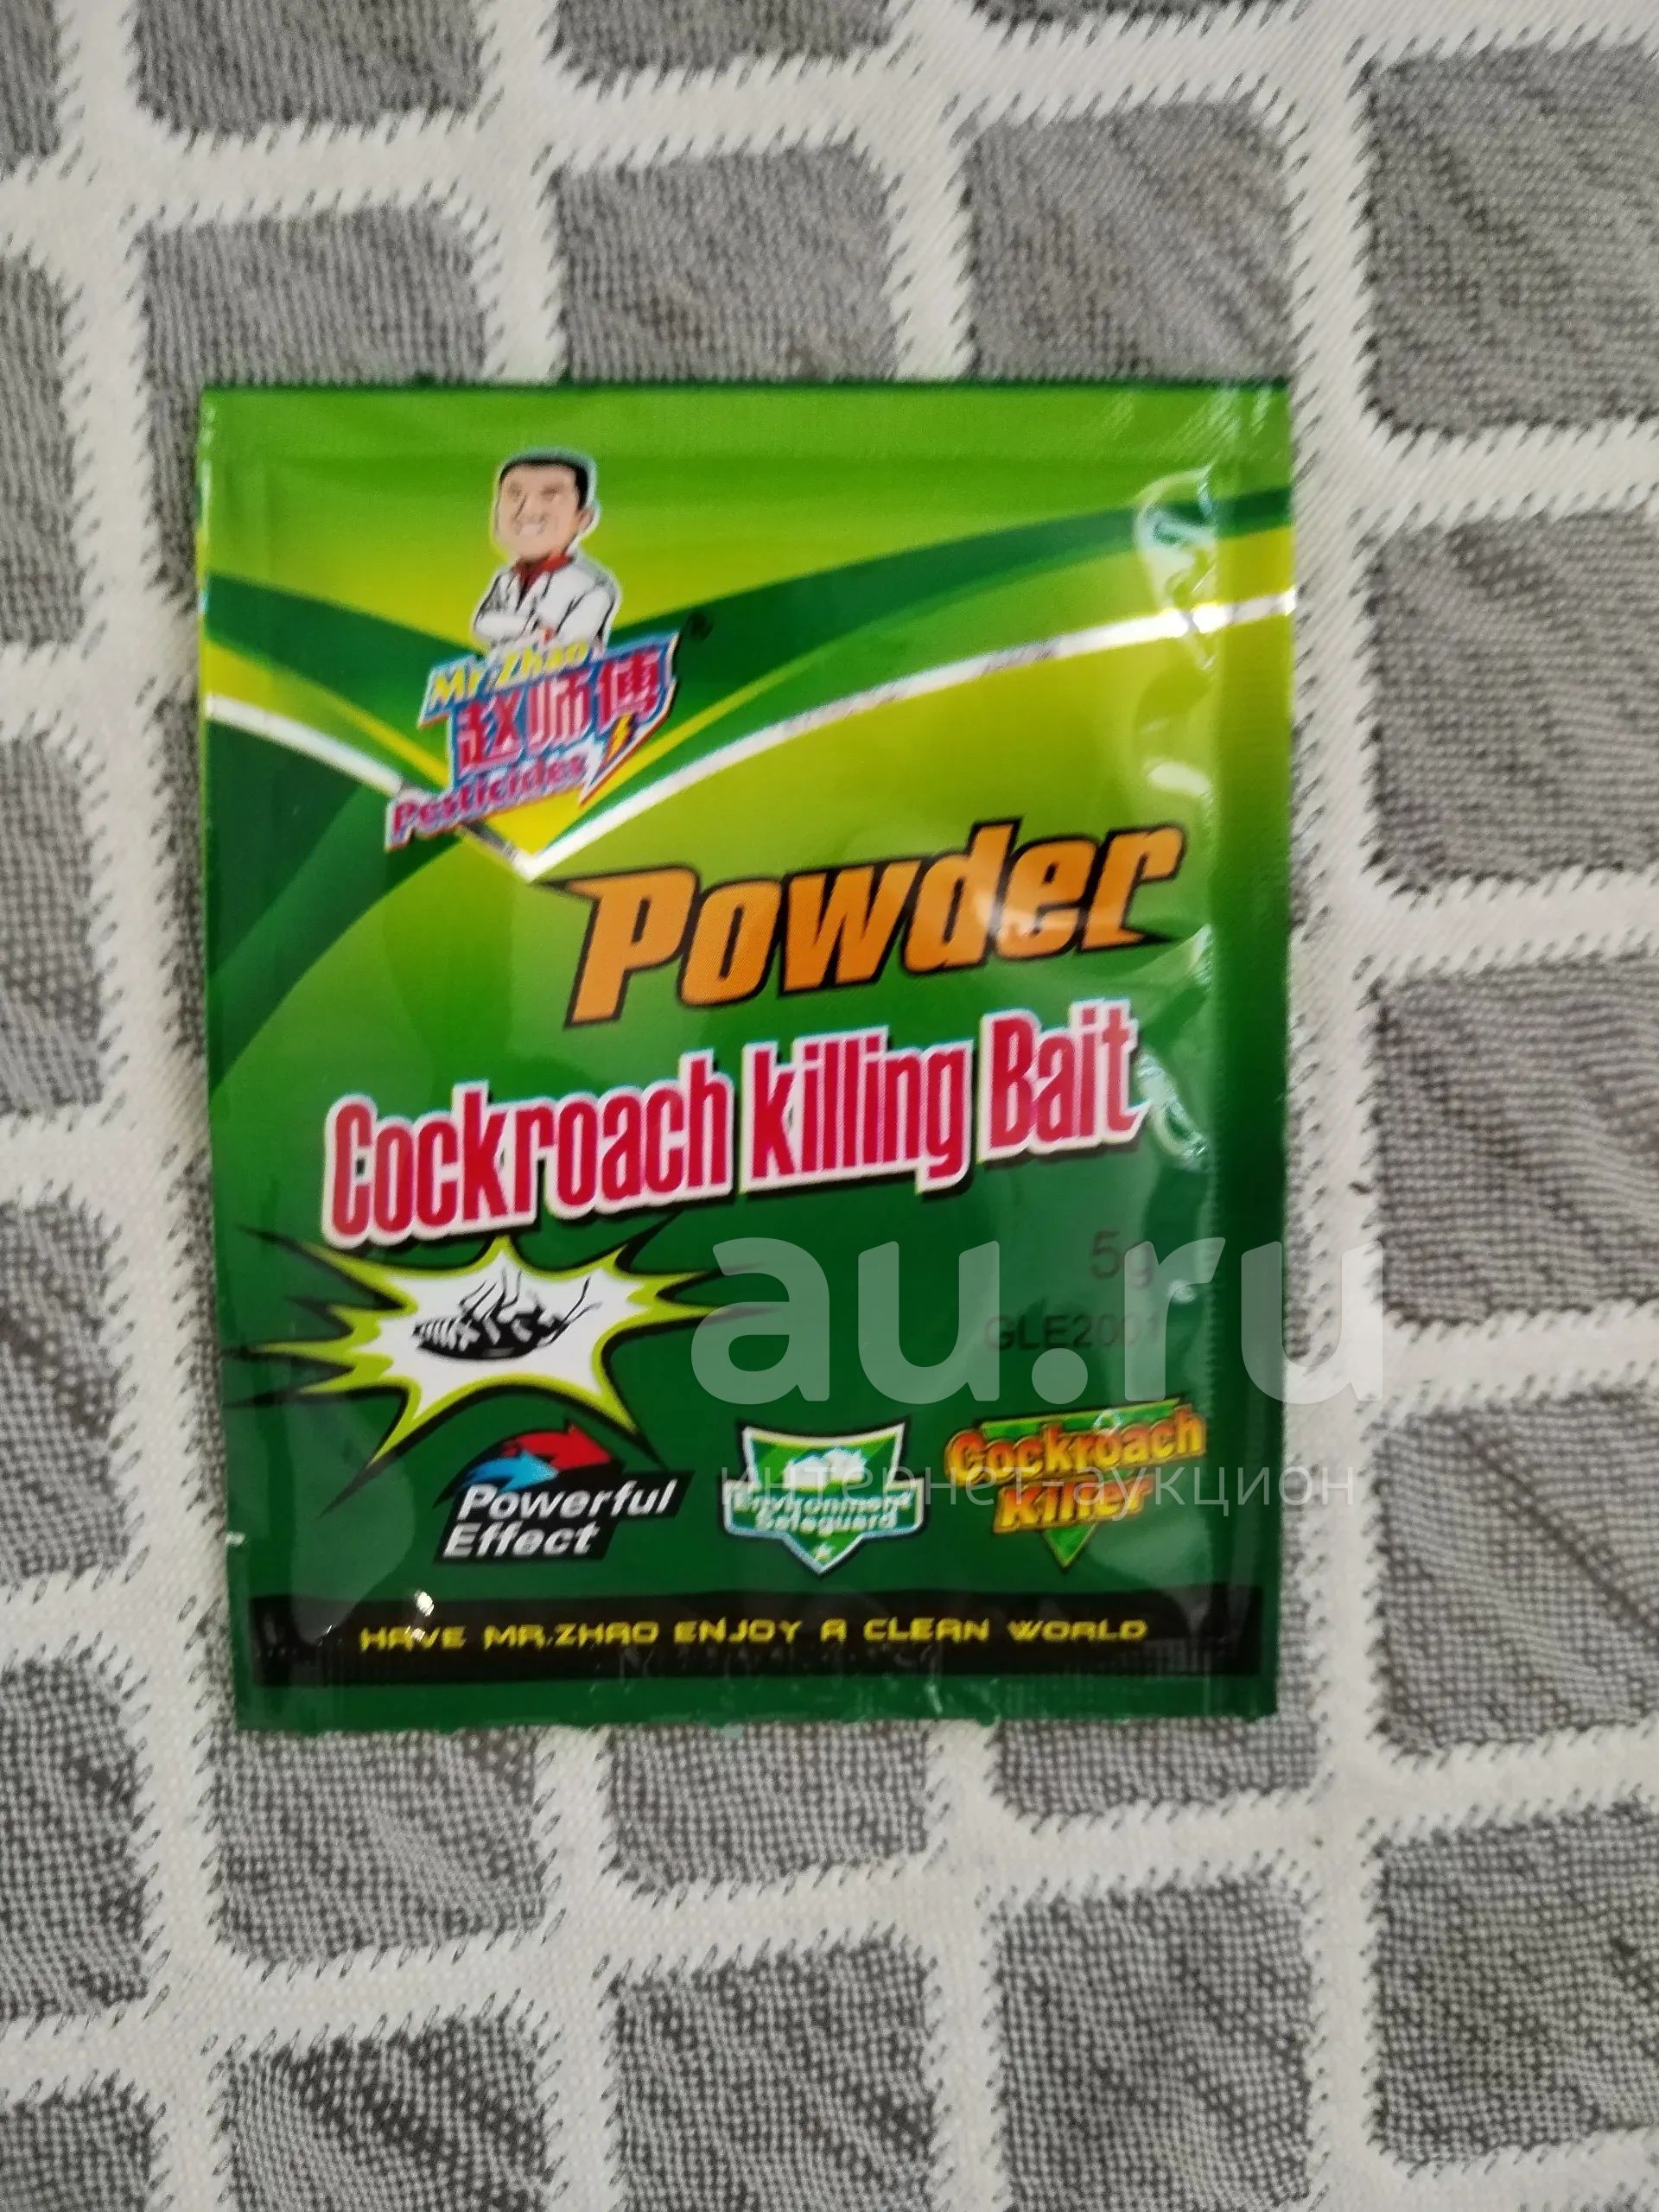 Mr.Zhao
赵师傅®
Pesticides
Powder
Cockroach killing Bait
5g
GLE2001
au.ru
интернет-аукцион
Powerful
Effect
Environment
Safeguard
Cockroach
Killer
HAVE MR.ZHAO ENJOY A CLEAN WORLD